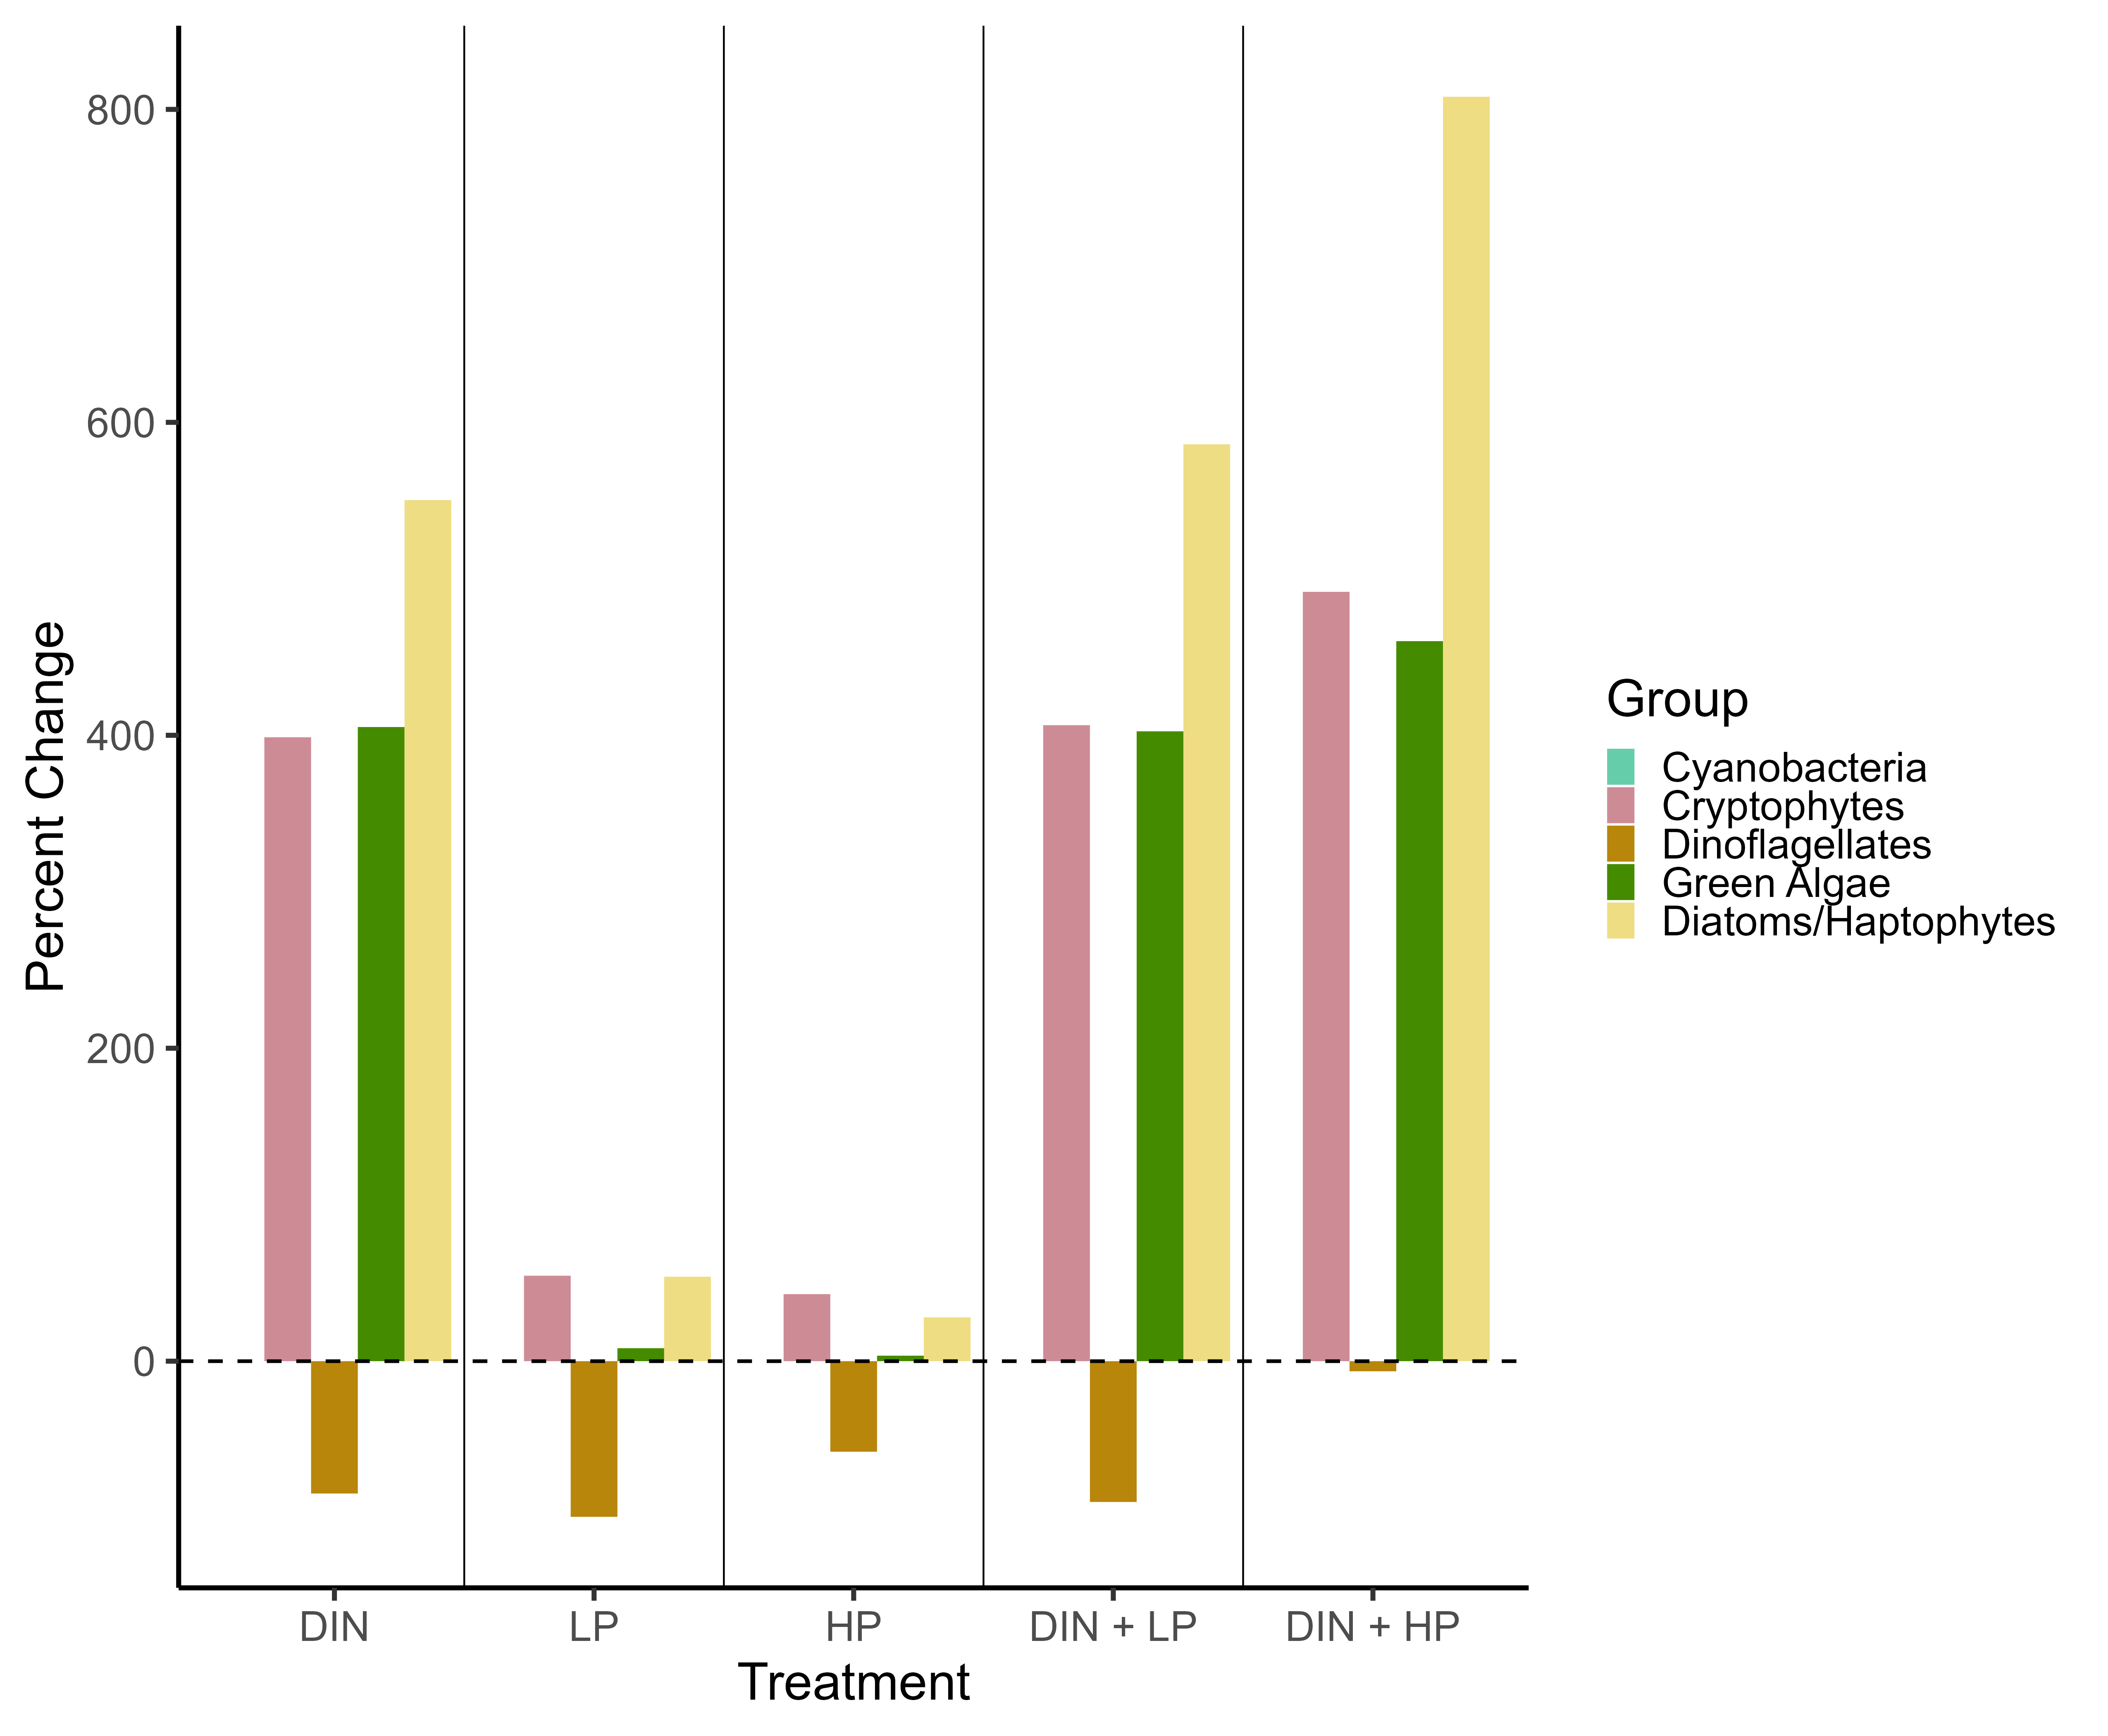 800
600
400
200
0
Percent Change
DIN
LP
HP
DIN + LP
DIN + HP
Treatment
Group
Cyanobacteria
Cryptophytes
Dinoflagellates
Green Algae
Diatoms/Haptophytes